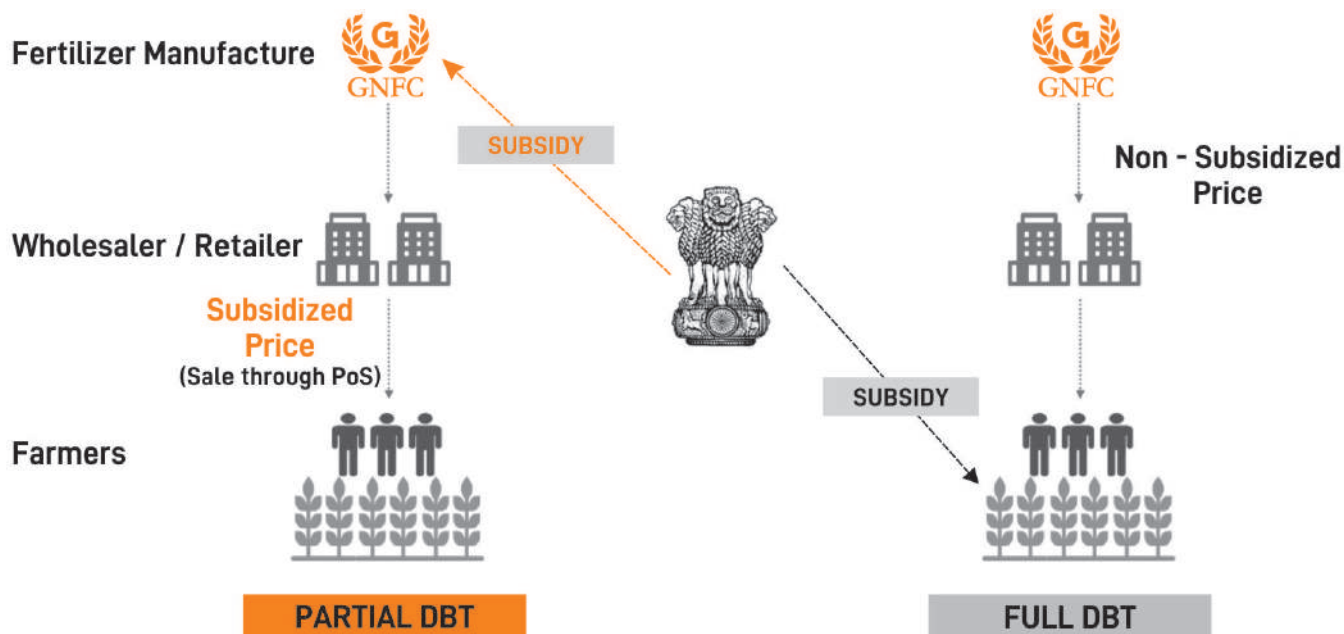 Fertilizer Manufacture
G
GNFC
G
GNFC
SUBSIDY
Non - Subsidized
Price
Wholesaler / Retailer
Subsidized
Price
(Sale through PoS)
SUBSIDY
Farmers
PARTIAL DBT
FULL DBT